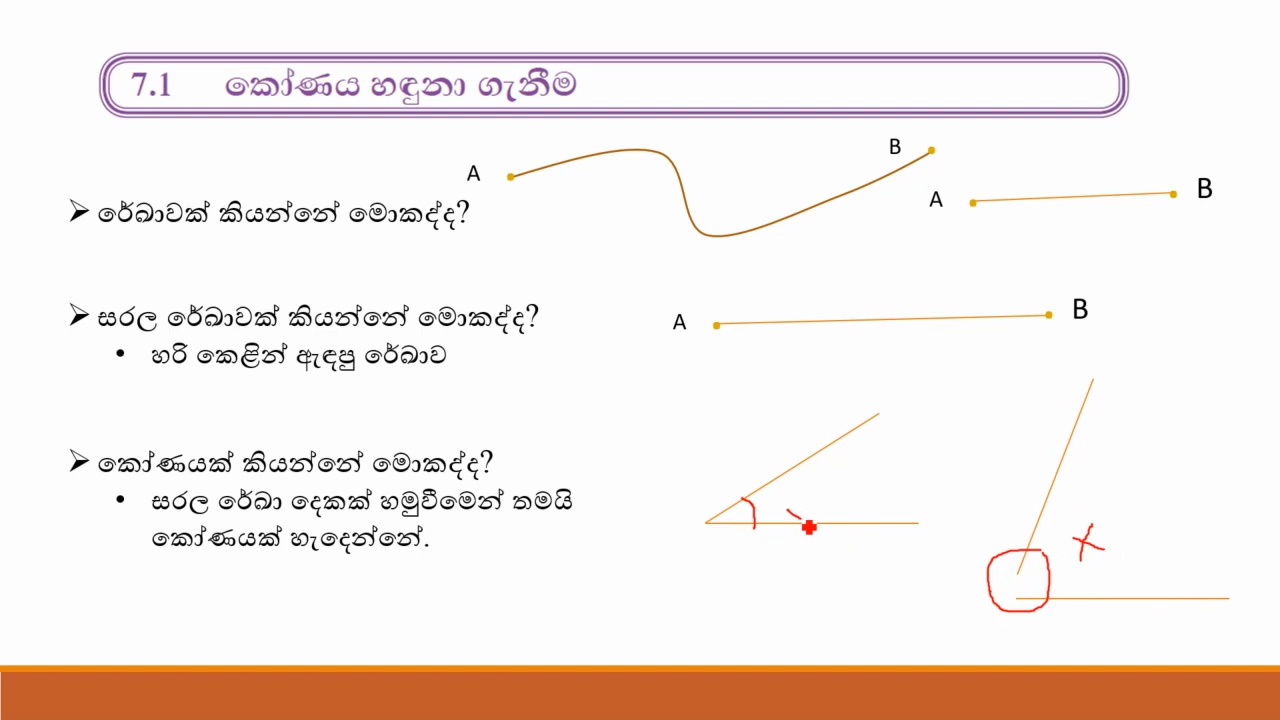 7.1 කෝණය හඳුනා ගැනීම
A
B
A
B
රේඛාවක් කියන්නේ මොකද්ද?
සරල රේඛාවක් කියන්නේ මොකද්ද?
A
B
• හරි කෙළින් ඇඳපු රේඛාව
කෝණයක් කියන්නේ මොකද්ද?
• සරල රේඛා දෙකක් හමුවීමෙන් තමයි
කෝණයක් හැදෙන්නේ.